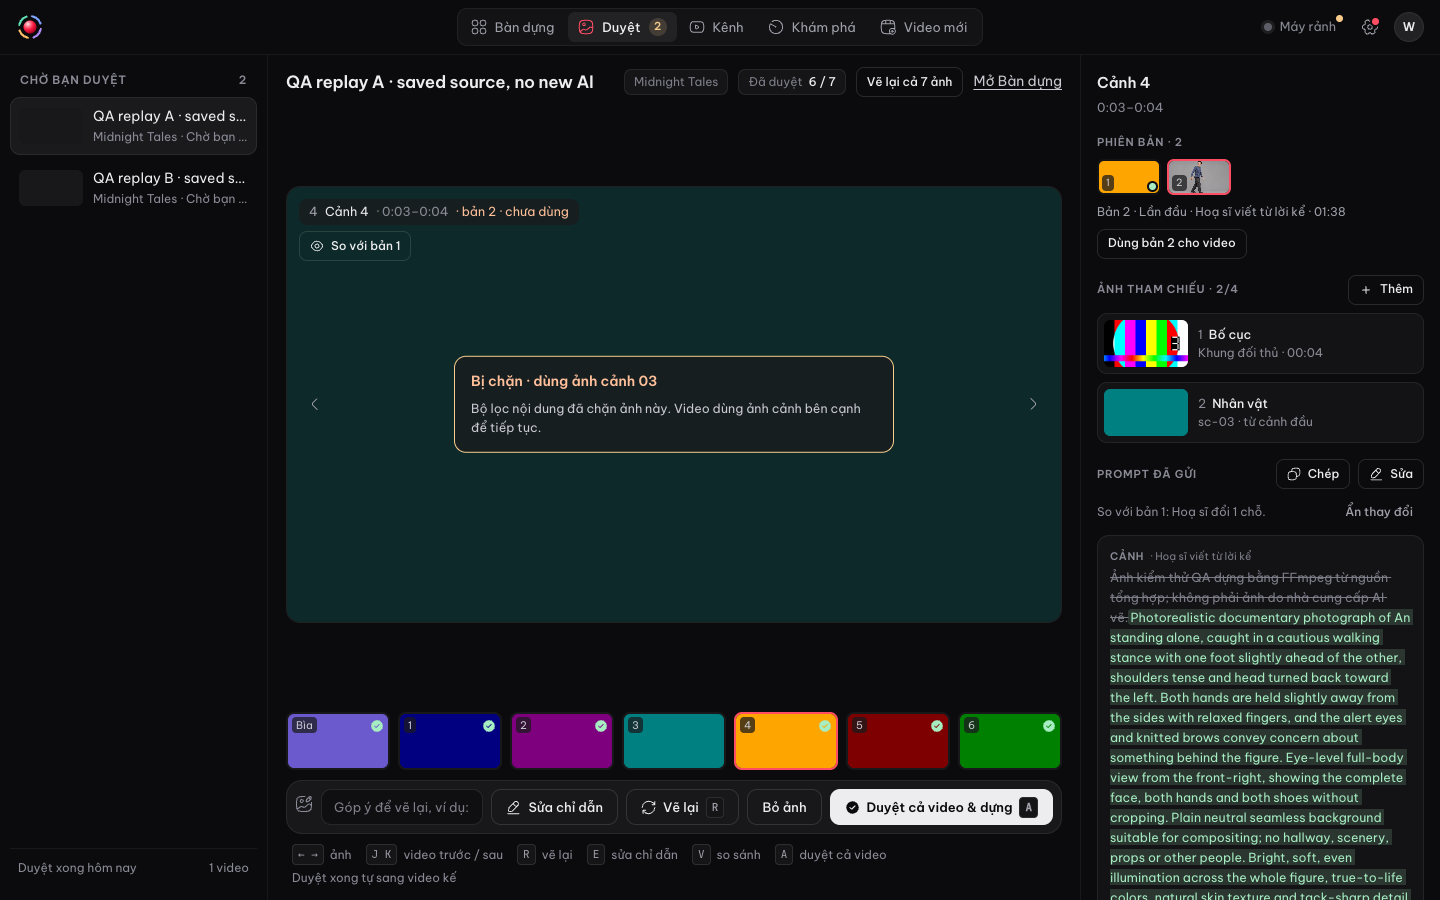 Bàn dựng
Duyệt 2
Kênh
Khám phá
Video mới
Máy rảnh
W
CHỜ BẠN DUYỆT 2
QA replay A · saved s...
Midnight Tales · Chờ bạn ...
QA replay B · saved s...
Midnight Tales · Chờ bạn ...
Duyệt xong hôm nay 1 video
QA replay A · saved source, no new AI
Midnight Tales
Đã duyệt 6 / 7
Vẽ lại cả 7 ảnh
Mở Bàn dựng
4 Cảnh 4 · 0:03–0:04 · bản 2 · chưa dùng
So với bản 1
Bị chặn · dùng ảnh cảnh 03
Bộ lọc nội dung đã chặn ảnh này. Video dùng ảnh cảnh bên cạnh
để tiếp tục.
Bìa
1
2
3
4
5
6
Góp ý để vẽ lại, ví dụ:
Sửa chỉ dẫn
Vẽ lại R
Bỏ ảnh
Duyệt cả video & dựng A
← → ảnh J K video trước / sau R vẽ lại E sửa chỉ dẫn V so sánh A duyệt cả video
Duyệt xong tự sang video kế
Cảnh 4
0:03–0:04
PHIÊN BẢN · 2
1
2
Bản 2 · Lần đầu · Hoạ sĩ viết từ lời kể · 01:38
Dùng bản 2 cho video
ẢNH THAM CHIẾU · 2/4
+ Thêm
1 Bố cục
Khung đối thủ · 00:04
2 Nhân vật
sc-03 · từ cảnh đầu
PROMPT ĐÃ GỬI
Chép
Sửa
So với bản 1: Hoạ sĩ đổi 1 chỗ.
Ẩn thay đổi
CẢNH · Hoạ sĩ viết từ lời kể
Ảnh kiểm thử QA dựng bằng FFmpeg từ nguồn
tổng hợp; không phải ảnh do nhà cung cấp AI
vẽ. Photorealistic documentary photograph of An
standing alone, caught in a cautious walking
stance with one foot slightly ahead of the other,
shoulders tense and head turned back toward
the left. Both hands are held slightly away from
the sides with relaxed fingers, and the alert eyes
and knitted brows convey concern about
something behind the figure. Eye-level full-body
view from the front-right, showing the complete
face, both hands and both shoes without
cropping. Plain neutral seamless background
suitable for compositing; no hallway, scenery,
props or other people. Bright, soft, even
illumination across the whole figure, true-to-life
colors, natural skin texture and tack-sharp detail